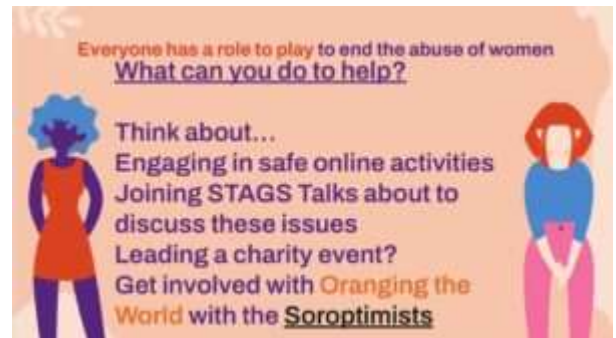 Everyone has a role to play to end the abuse of women
What can you do to help?
Think about...
Engaging in safe online activities
Joining STAGS Talks about to
discuss these issues
Leading a charity event?
Get involved with Oranging the
World with the Soroptimists